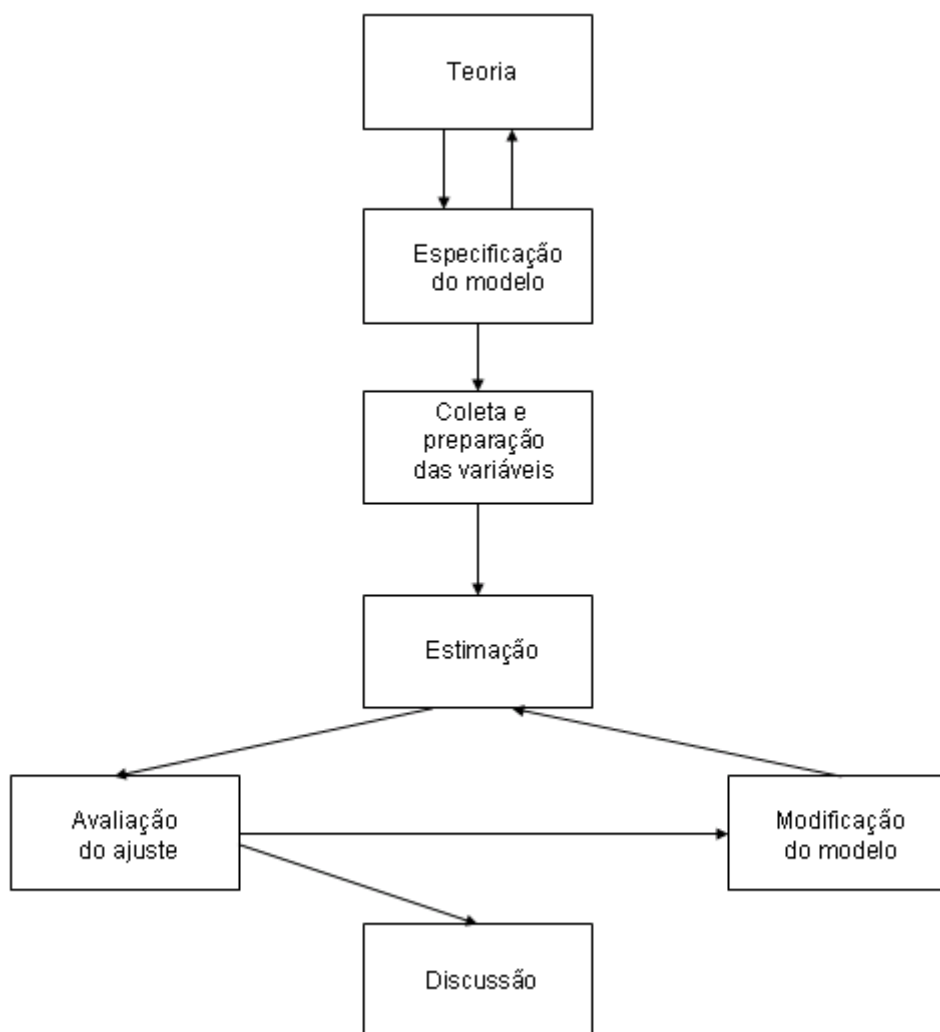 Teoria
Especificação
do modelo
Coleta e
preparação
das variáveis
Estimação
Avaliação
do ajuste
Modificação
do modelo
Discussão